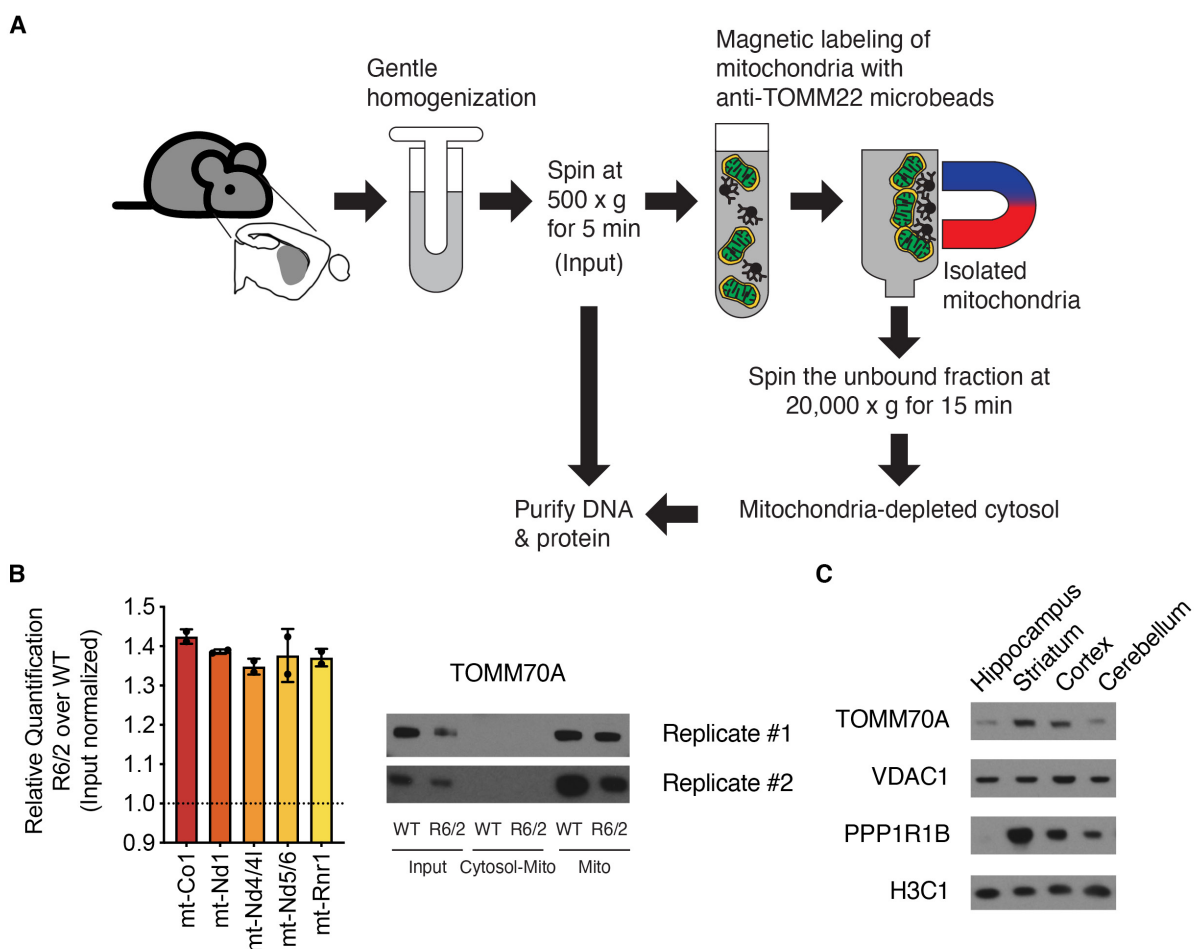 A
Gentle
homogenization
Spin at
500 x g
for 5 min
(Input)
Magnetic labeling of
mitochondria with
anti-TOMM22 microbeads
Isolated
mitochondria
Spin the unbound fraction at
20,000 x g for 15 min
Mitochondria-depleted cytosol
Purify DNA
& protein
B
Relative Quantification
R6/2 over WT
(Input normalized)
1.5
1.4
1.3
1.2
1.1
1.0
0.9
mt-Co1
mt-Nd1
mt-Nd4/4l
mt-Nd5/6
mt-Rnr1
TOMM70A
Replicate #1
Replicate #2
WT R6/2 WT R6/2 WT R6/2
Input Cytosol-Mito Mito
C
Hippocampus
Striatum
Cortex
Cerebellum
TOMM70A
VDAC1
PPP1R1B
H3C1